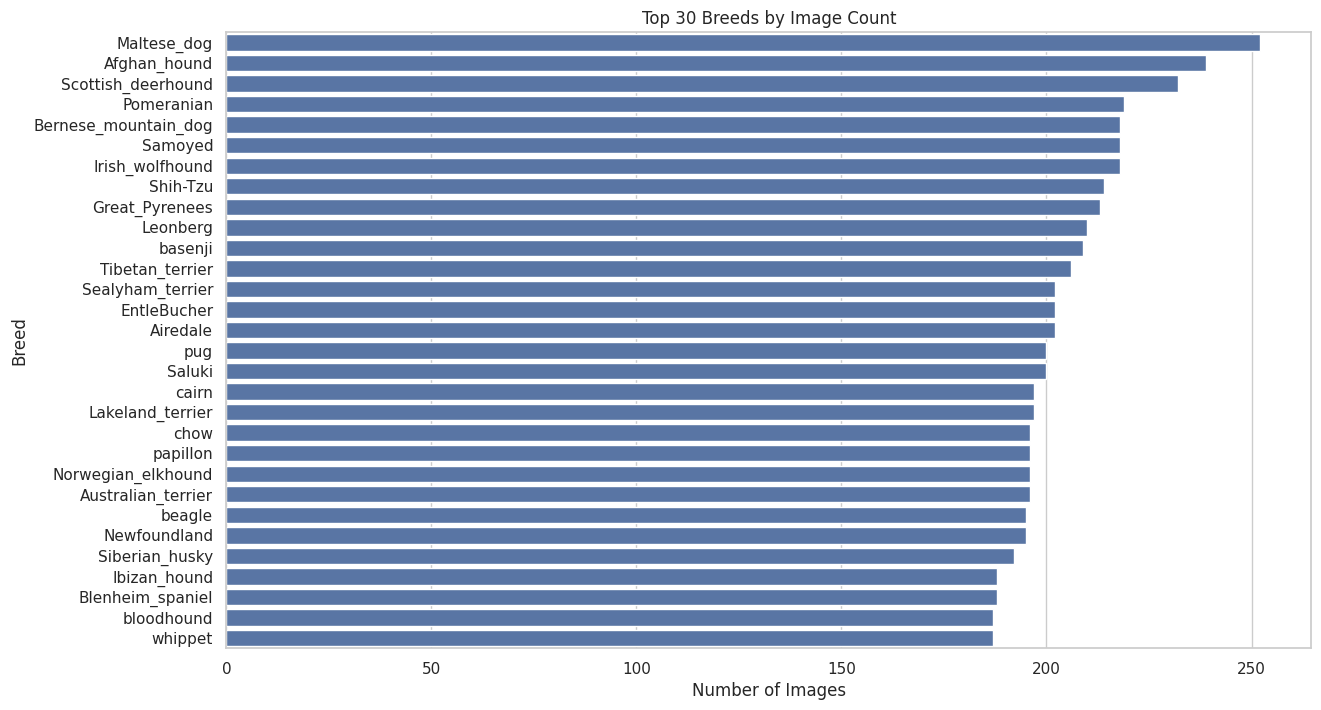 Top 30 Breeds by Image Count
Maltese_dog
Afghan_hound
Scottish_deerhound
Pomeranian
Bernese_mountain_dog
Samoyed
Irish_wolfhound
Shih-Tzu
Great_Pyrenees
Leonberg
basenji
Tibetan_terrier
Sealyham_terrier
EntleBucher
Airedale
pug
Saluki
cairn
Lakeland_terrier
chow
papillon
Norwegian_elkhound
Australian_terrier
beagle
Newfoundland
Siberian_husky
Ibizan_hound
Blenheim_spaniel
bloodhound
whippet
Breed
0 50 100 150 200 250
Number of Images